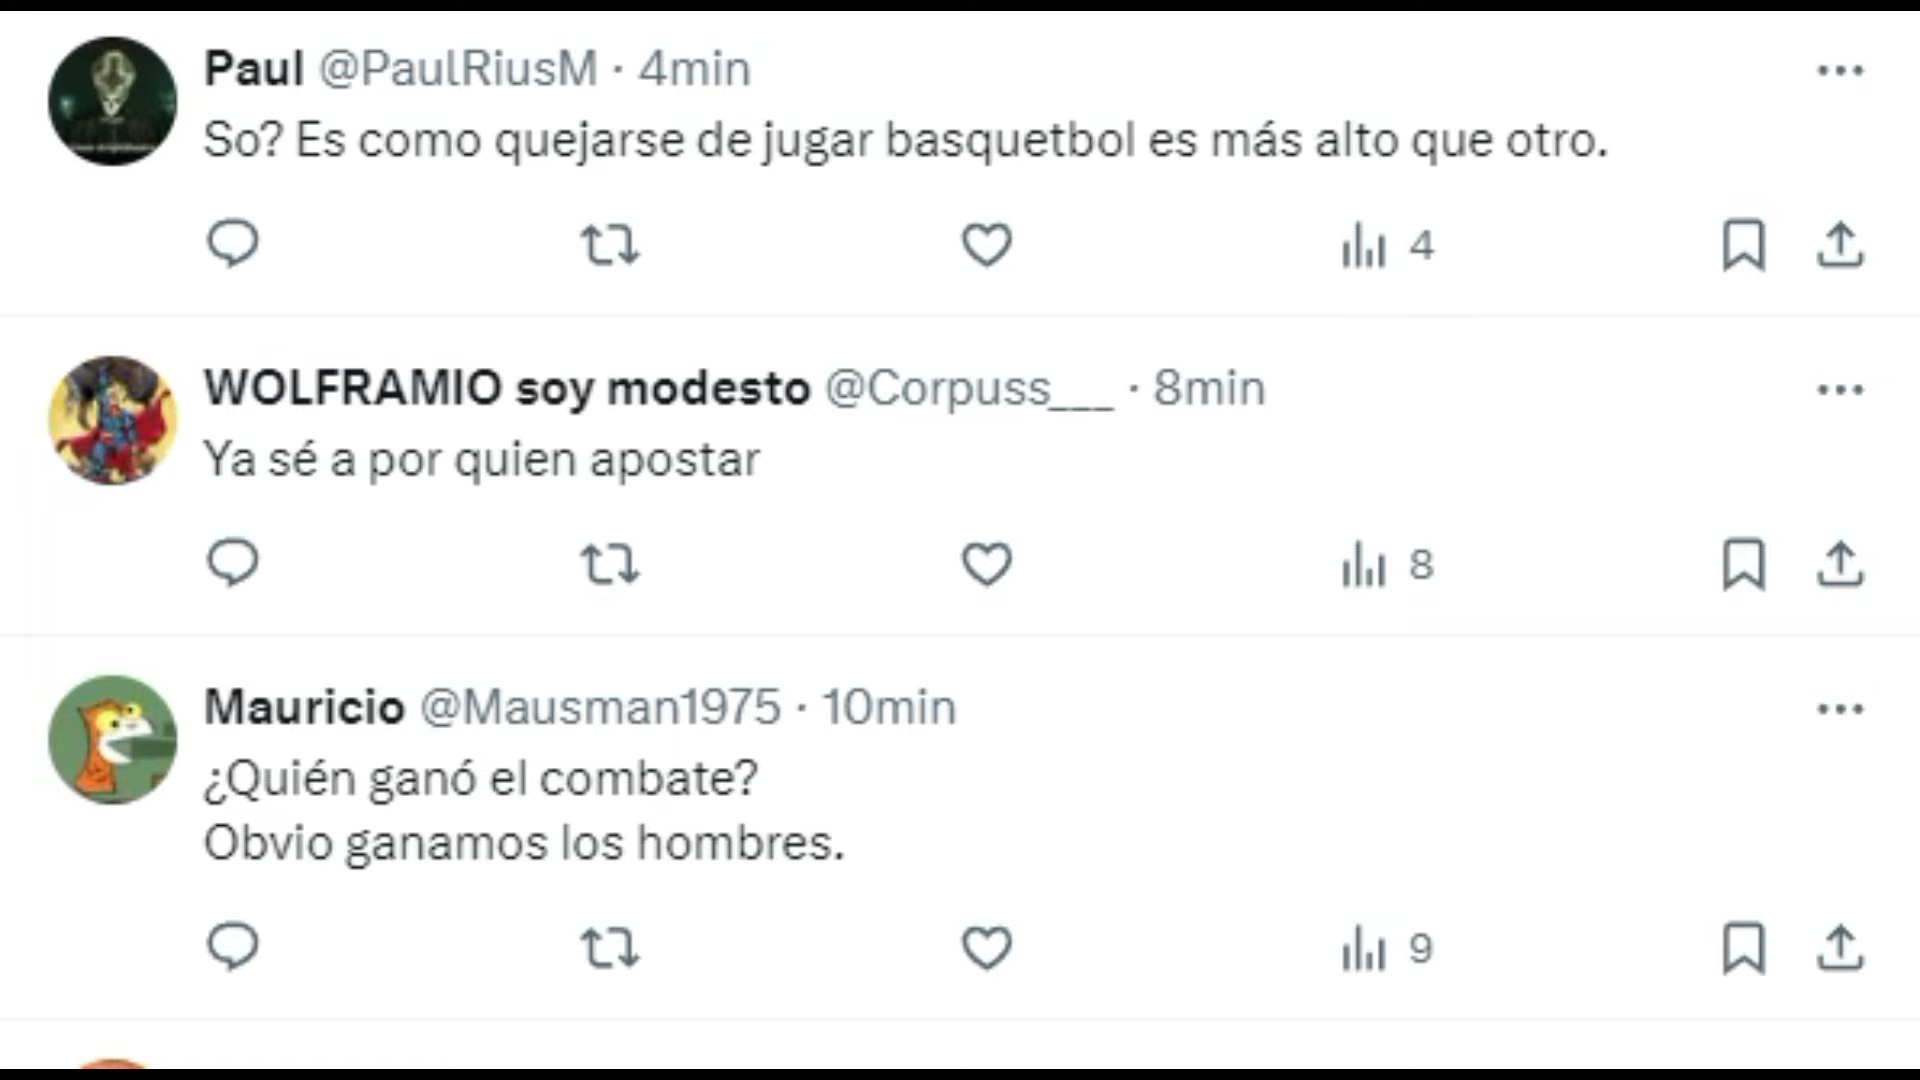 Paul @PaulRiusM · 4min
So? Es como quejarse de jugar basquetbol es más alto que otro.
4
WOLFRAMIO soy modesto @Corpuss___ · 8min
Ya sé a por quien apostar
8
Mauricio @Mausman1975 · 10min
¿Quién ganó el combate?
Obvio ganamos los hombres.
9